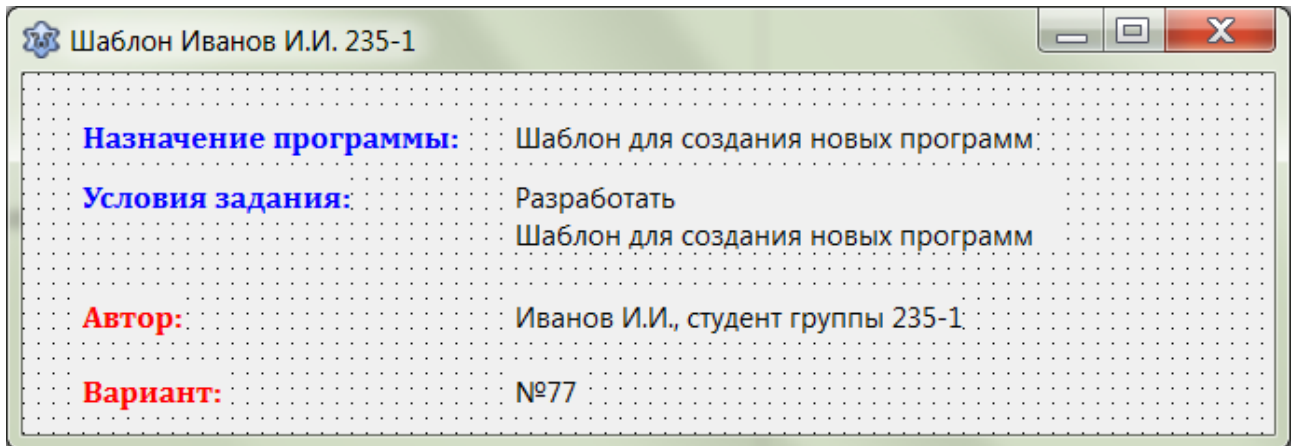 Шаблон Иванов И.И. 235-1
Назначение программы: Шаблон для создания новых программ
Условия задания: Разработать
Шаблон для создания новых программ
Автор: Иванов И.И., студент группы 235-1
Вариант: №77